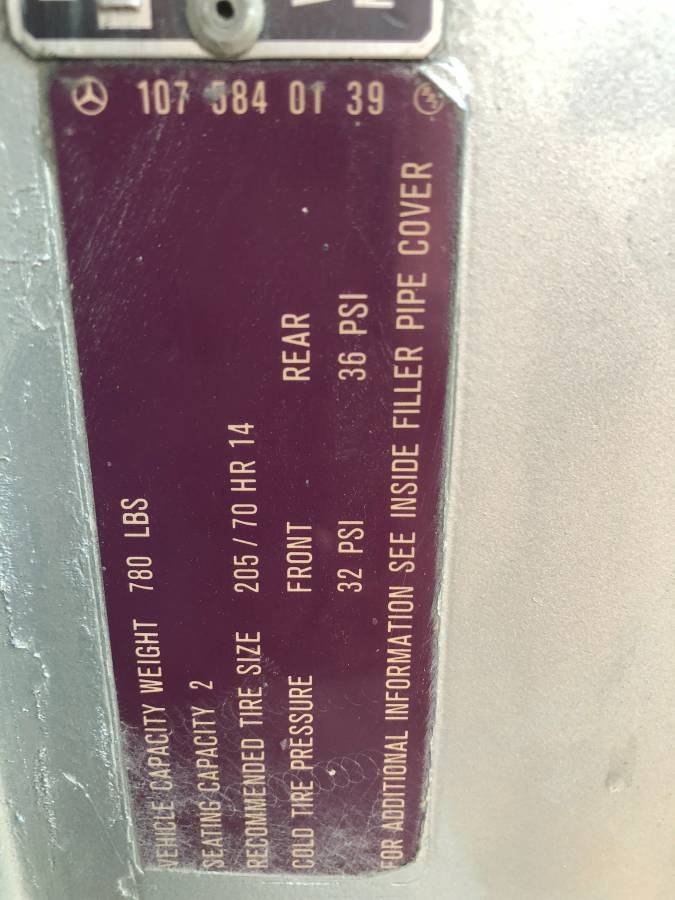 107 584 01 39
VEHICLE CAPACITY WEIGHT 780 LBS
SEATING CAPACITY 2
RECOMMENDED TIRE SIZE 205 / 70 HR 14
COLD TIRE PRESSURE FRONT REAR
32 PSI 36 PSI
FOR ADDITIONAL INFORMATION SEE INSIDE FILLER PIPE COVER